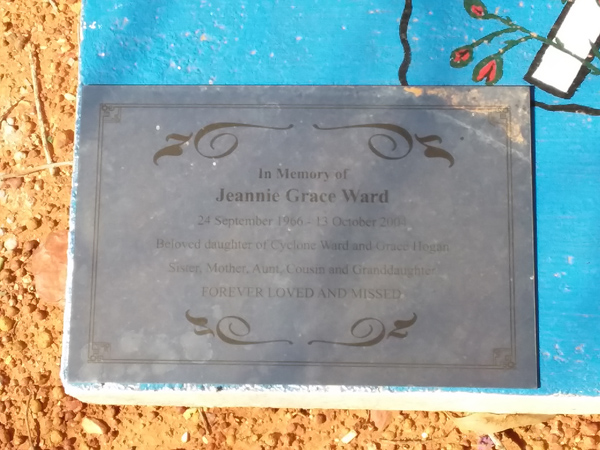 In Memory of
Jeannie Grace Ward
24 September 1966 - 13 October
Beloved daughter of Cyclone Ward and Grace Hogan
Sister, Mother, Aunt, Cousin and Granddaughter
FOREVER LOVED AND MISSED